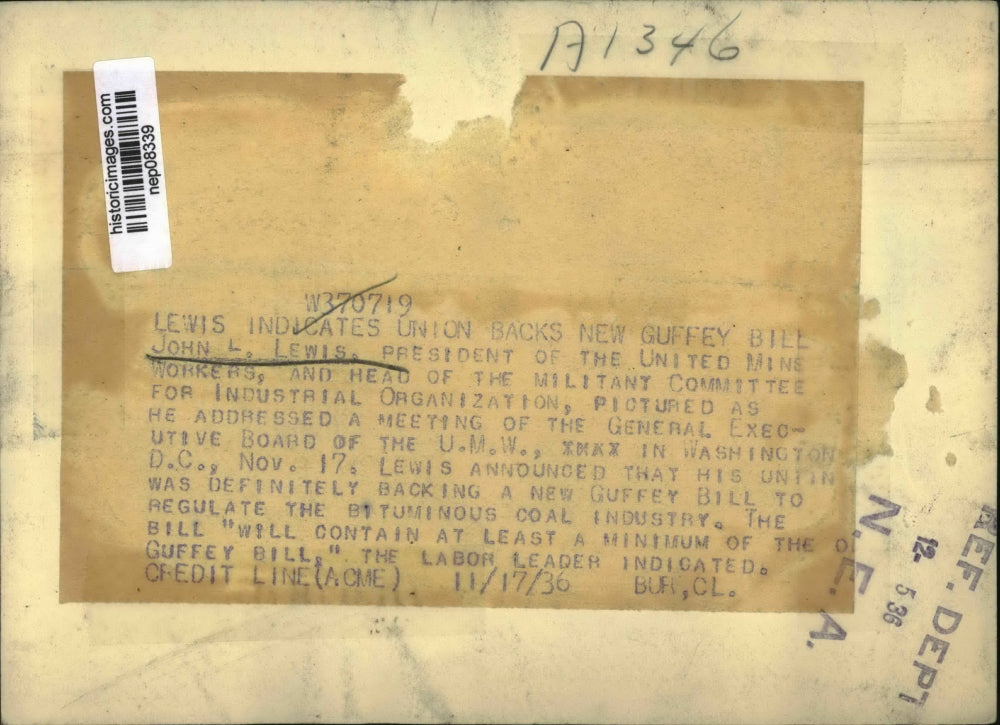 A1346
historicimages.com
nep08339
W370719
LEWIS INDICATES UNION BACKS NEW GUFFEY BILL
JOHN L. LEWIS, PRESIDENT OF THE UNITED MINE
WORKERS, AND HEAD OF THE MILITANT COMMITTEE
FOR INDUSTRIAL ORGANIZATION, PICTURED AS
HE ADDRESSED A MEETING OF THE GENERAL EXEC-
UTIVE BOARD OF THE U.M.W., XMXX IN WASHINGTON
D.C., NOV. 17. LEWIS ANNOUNCED THAT HIS UNIIN
WAS DEFINITELY BACKING A NEW GUFFEY BILL TO
REGULATE THE BITUMINOUS COAL INDUSTRY. THE
BILL "WILL CONTAIN AT LEAST A MINIMUM OF THE O
GUFFEY BILL," THE LABOR LEADER INDICATED.
CREDIT LINE (ACME) 11/17/36 BUR,CL.
N. E. A.
12- 5 36
REF. DEPT